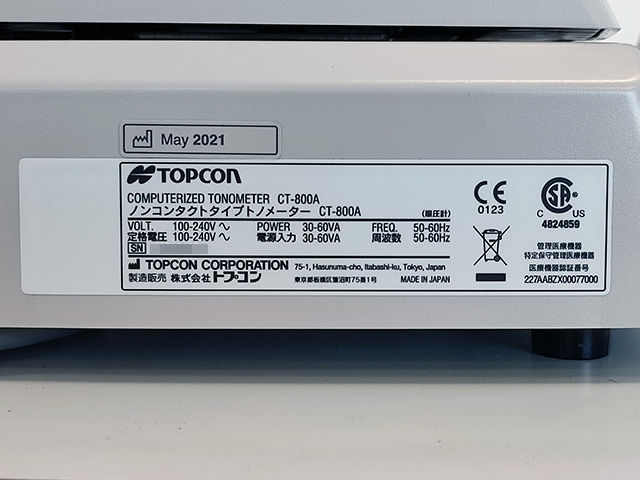 May 2021
TOPCON
COMPUTERIZED TONOMETER CT-800A
ノンコンタクトタイプトノメーター CT-800A (眼圧計)
VOLT. 100-240V～ POWER 30-60VA FREQ. 50-60Hz
定格電圧 100-240V～ 電源入力 30-60VA 周波数 50-60Hz
SN
TOPCON CORPORATION 75-1, Hasunuma-cho, Itabashi-ku, Tokyo, Japan
製造販売 株式会社 トプコン 東京都板橋区蓮沼町75番1号 MADE IN JAPAN
CE
0123
SA ®
C US
4824859
管理医療機器
特定保守管理医療機器
医療機器認証番号
227AABZX00077000